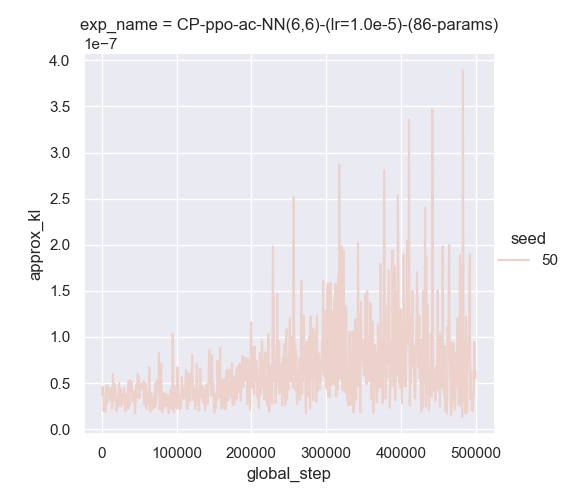 exp_name = CP-ppo-ac-NN(6,6)-(lr=1.0e-5)-(86-params)
1e−7
4.0
3.5
3.0
2.5
2.0
1.5
1.0
0.5
0.0
approx_kl
0 100000 200000 300000 400000 500000
global_step
seed
50